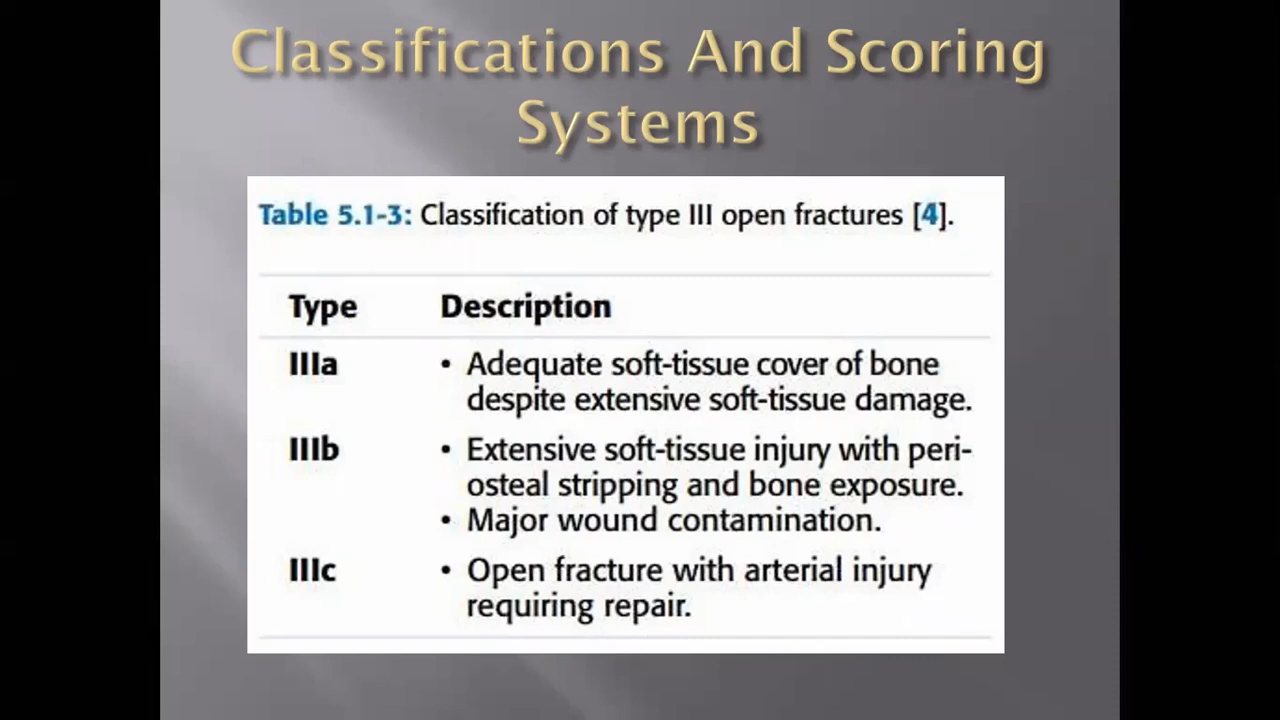 Classifications And Scoring
Systems
Table 5.1-3: Classification of type III open fractures [4].
Type Description
IIIa • Adequate soft-tissue cover of bone
despite extensive soft-tissue damage.
IIIb • Extensive soft-tissue injury with peri-
osteal stripping and bone exposure.
• Major wound contamination.
IIIc • Open fracture with arterial injury
requiring repair.